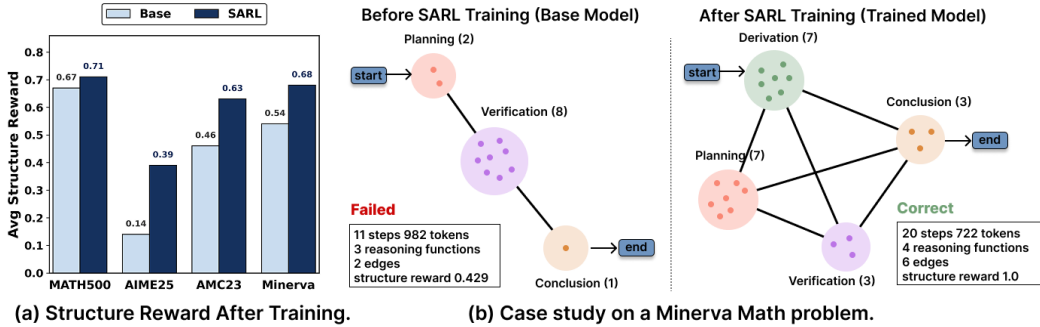 Avg Structure Reward
Base
SARL
0.8
0.7
0.6
0.5
0.4
0.3
0.2
0.1
0.0
0.67
0.71
0.14
0.39
0.46
0.63
0.54
0.68
MATH500
AIME25
AMC23
Minerva
(a) Structure Reward After Training.
Before SARL Training (Base Model)
Planning (2)
start
Verification (8)
Failed
11 steps 982 tokens
3 reasoning functions
2 edges
structure reward 0.429
end
Conclusion (1)
After SARL Training (Trained Model)
Derivation (7)
start
Conclusion (3)
end
Planning (7)
Correct
20 steps 722 tokens
4 reasoning functions
6 edges
structure reward 1.0
Verification (3)
(b) Case study on a Minerva Math problem.